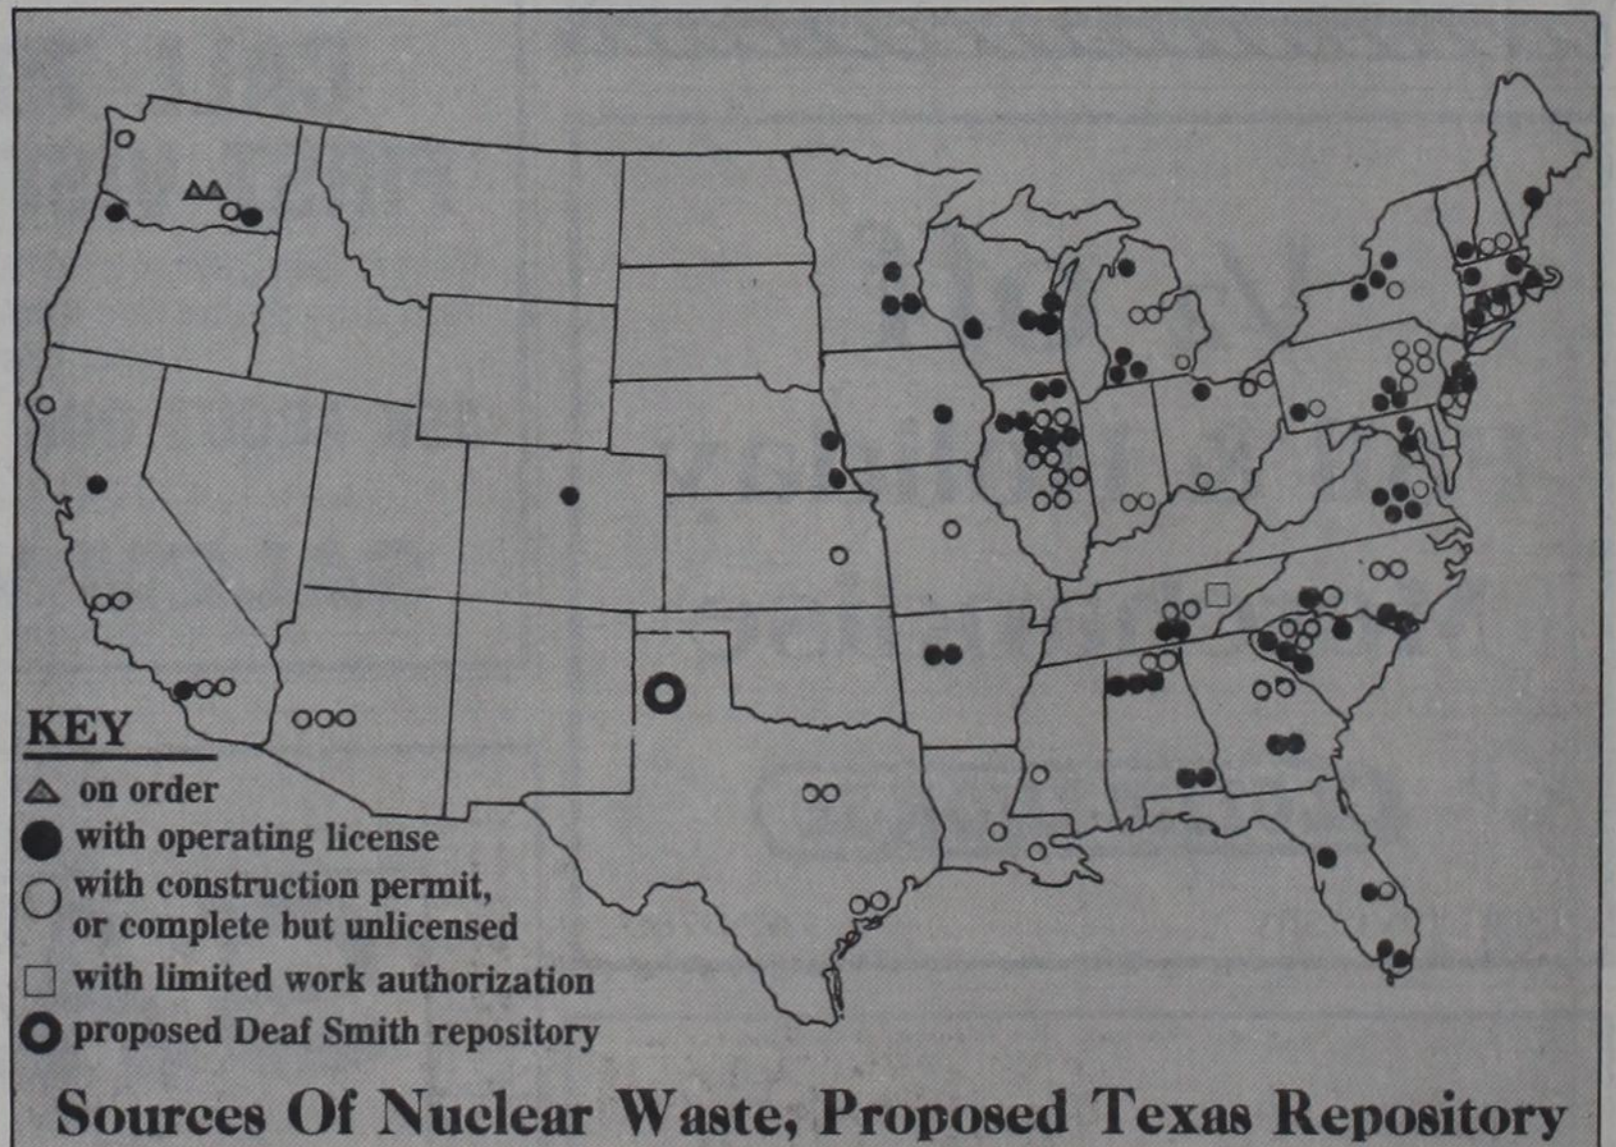 KEY
on order
with operating license
with construction permit,
or complete but unlicensed
with limited work authorization
proposed Deaf Smith repository
Sources Of Nuclear Waste, Proposed Texas Repository